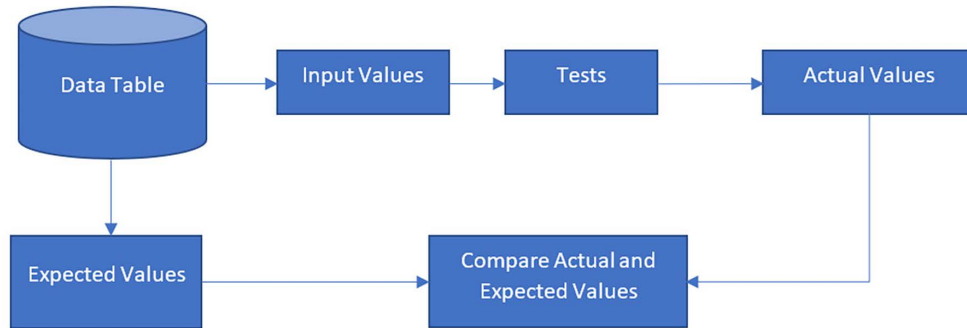 Data Table
Input Values
Tests
Actual Values
Expected Values
Compare Actual and
Expected Values